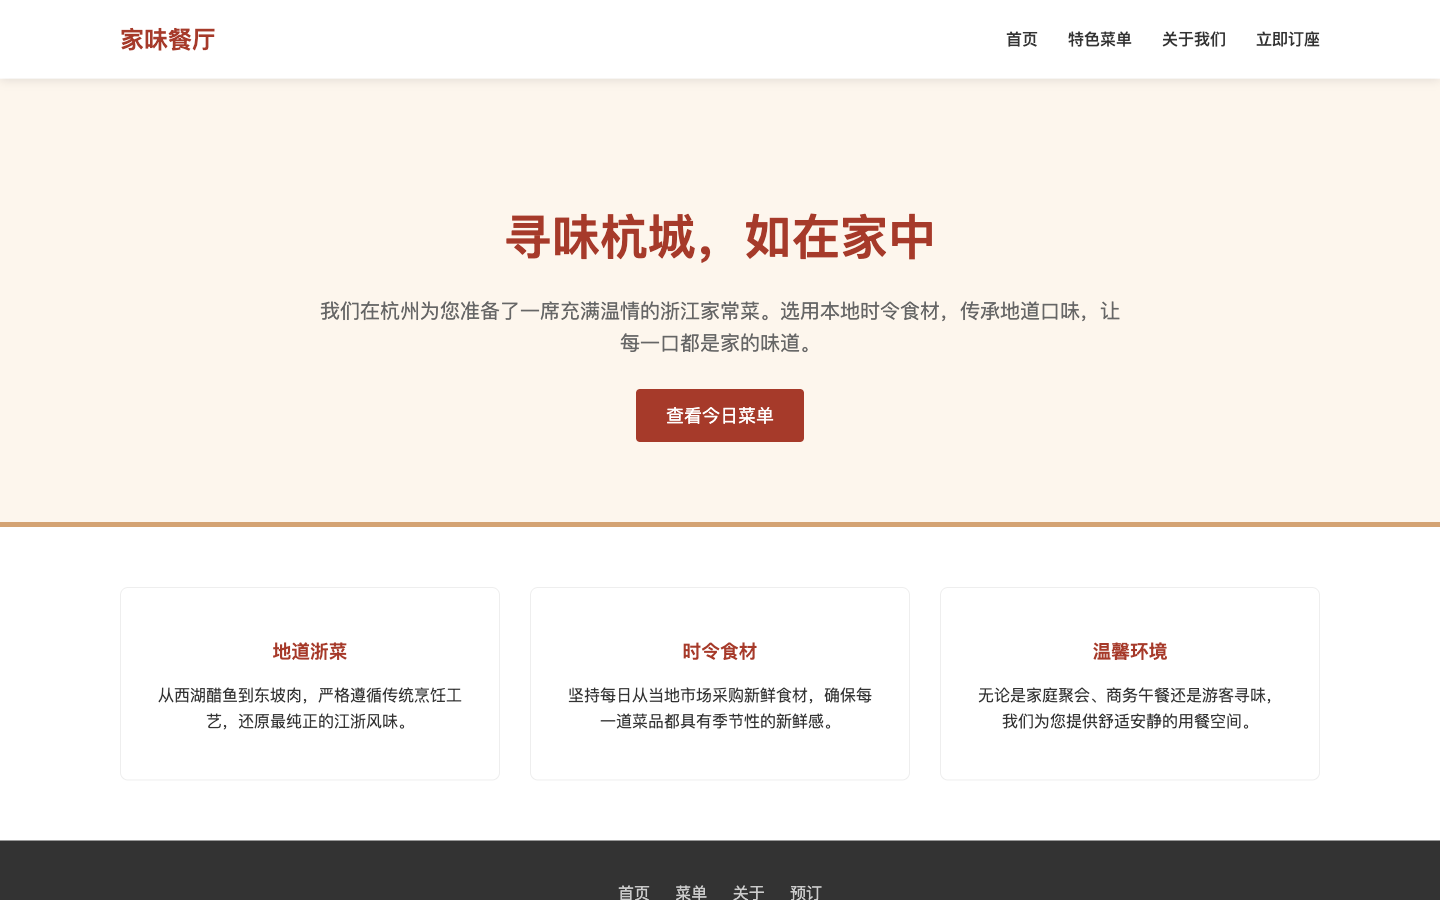 家味餐厅
首页 特色菜单 关于我们 立即订座
寻味杭城，如在家中
我们在杭州为您准备了一席充满温情的浙江家常菜。选用本地时令食材，传承地道口味，让
每一口都是家的味道。
查看今日菜单
地道浙菜
从西湖醋鱼到东坡肉，严格遵循传统烹饪工
艺，还原最纯正的江浙风味。
时令食材
坚持每日从当地市场采购新鲜食材，确保每
一道菜品都具有季节性的新鲜感。
温馨环境
无论是家庭聚会、商务午餐还是游客寻味，
我们为您提供舒适安静的用餐空间。
首页 菜单 关于 预订